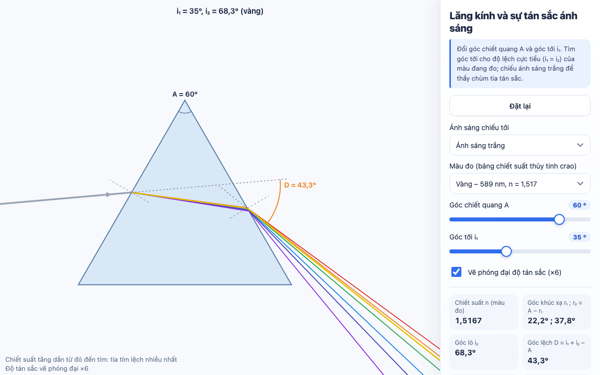 i₁ = 35°, i₂ = 68,3° (vàng)
A = 60°
D = 43,3°
Chiết suất tăng dần từ đỏ đến tím: tia tím lệch nhiều nhất
Độ tán sắc vẽ phóng đại ×6
Lăng kính và sự tán sắc ánh
sáng
Đổi góc chiết quang A và góc tới i₁. Tìm
góc tới cho độ lệch cực tiểu (i₁ = i₂) của
màu đang đo; chiếu ánh sáng trắng để
thấy chùm tia tán sắc.
Đặt lại
Ánh sáng chiếu tới
Ánh sáng trắng
Màu đo (bảng chiết suất thủy tinh crao)
Vàng – 589 nm, n = 1,517
Góc chiết quang A
60 °
Góc tới i₁
35 °
Vẽ phóng đại độ tán sắc (×6)
Chiết suất n (màu
đo)
1,5167
Góc khúc xạ r₁ ; r₂ =
A − r₁
22,2° ; 37,8°
Góc ló i₂
68,3°
Góc lệch D = i₁ + i₂ −
A
43,3°